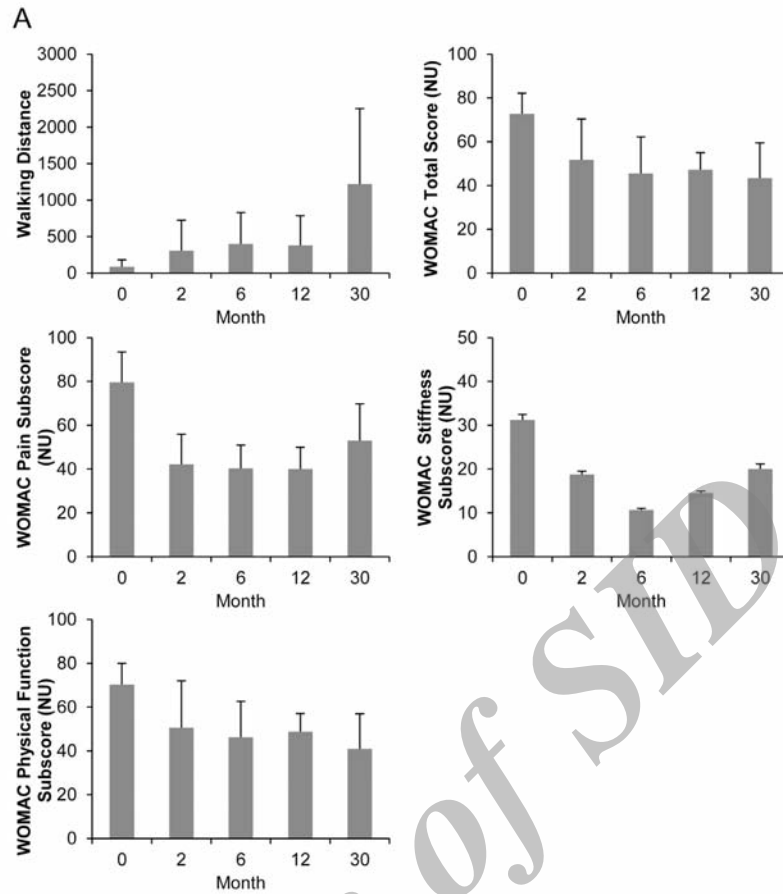 A
Walking Distance
3000
2500
2000
1500
1000
500
0
0 2 6 12 30
Month
WOMAC Total Score (NU)
100
80
60
40
20
0
0 2 6 12 30
Month
WOMAC Pain Subscore
(NU)
100
80
60
40
20
0
0 2 6 12 30
Month
WOMAC Stiffness
Subscore (NU)
50
40
30
20
10
0
0 2 6 12 30
Month
WOMAC Physical Function
Subscore (NU)
100
80
60
40
20
0
0 2 6 12 30
Month
of SID